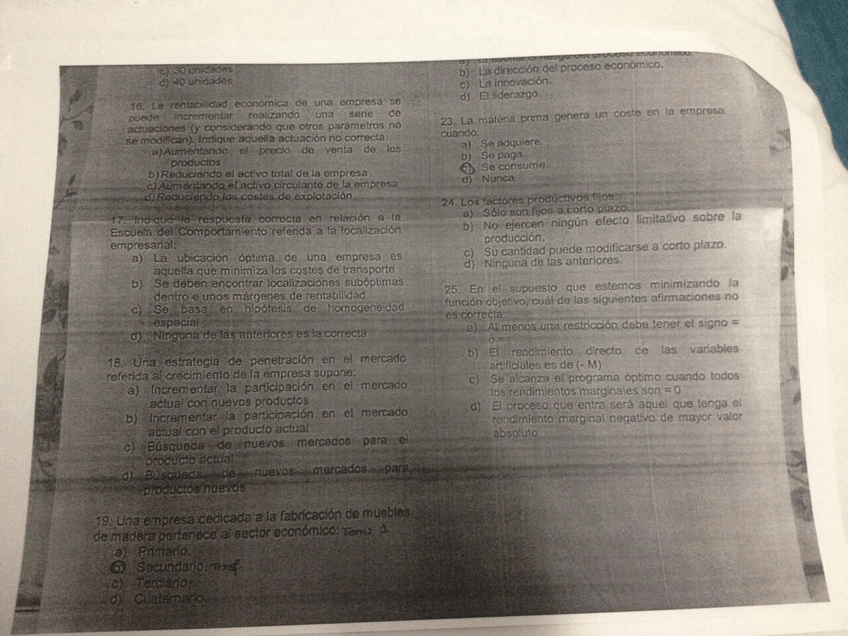 c) 30 unidades
d) 40 unidades
16. La rentabilidad económica de una empresa se
puede incrementar realizando una serie de
actuaciones (y considerando que otros parámetros no
se modifican). Indique aquella actuación no correcta:
a) Aumentando el precio de venta de los
productos
b) Reduciendo el activo total de la empresa
c) Aumentando el activo circulante de la empresa
d) Reduciendo los costes de explotación
17. Indique la respuesta correcta en relación a la
Escuela del Comportamiento referida a la localización
empresarial:
a) La ubicación óptima de una empresa es
aquella que minimiza los costes de transporte
b) Se deben encontrar localizaciones subóptimas
dentro e unos márgenes de rentabilidad
c) Se basa en hipótesis de homogeneidad
espacial
d) Ninguna de las anteriores es la correcta
18. Una estrategia de penetración en el mercado
referida al crecimiento de la empresa supone:
a) Incrementar la participación en el mercado
actual con nuevos productos
b) Incrementar la participación en el mercado
actual con el producto actual
c) Búsqueda de nuevos mercados para el
producto actual
d) Búsqueda de nuevos mercados para
productos nuevos
19. Una empresa dedicada a la fabricación de muebles
de madera pertenece al sector económico: Tema 1
a) Primario.
b) Secundario.
c) Terciario.
d) Cuaternario.
proceso económico.
b) La dirección del proceso económico.
c) La innovación.
d) El liderazgo.
23. La materia prima genera un coste en la empresa
cuando:
a) Se adquiere.
b) Se paga.
c) Se consume.
d) Nunca.
24. Los factores productivos fijos:
a) Sólo son fijos a corto plazo.
b) No ejercen ningún efecto limitativo sobre la
producción.
c) Su cantidad puede modificarse a corto plazo.
d) Ninguna de las anteriores.
25. En el supuesto que estemos minimizando la
función objetivo, cuál de las siguientes afirmaciones no
es correcta:
a) Al menos una restricción debe tener el signo =
b) El rendimiento directo de las variables
artificiales es de (- M)
c) Se alcanza el programa óptimo cuando todos
los rendimientos marginales son = 0
d) El proceso que entra será aquel que tenga el
rendimiento marginal negativo de mayor valor
absoluto